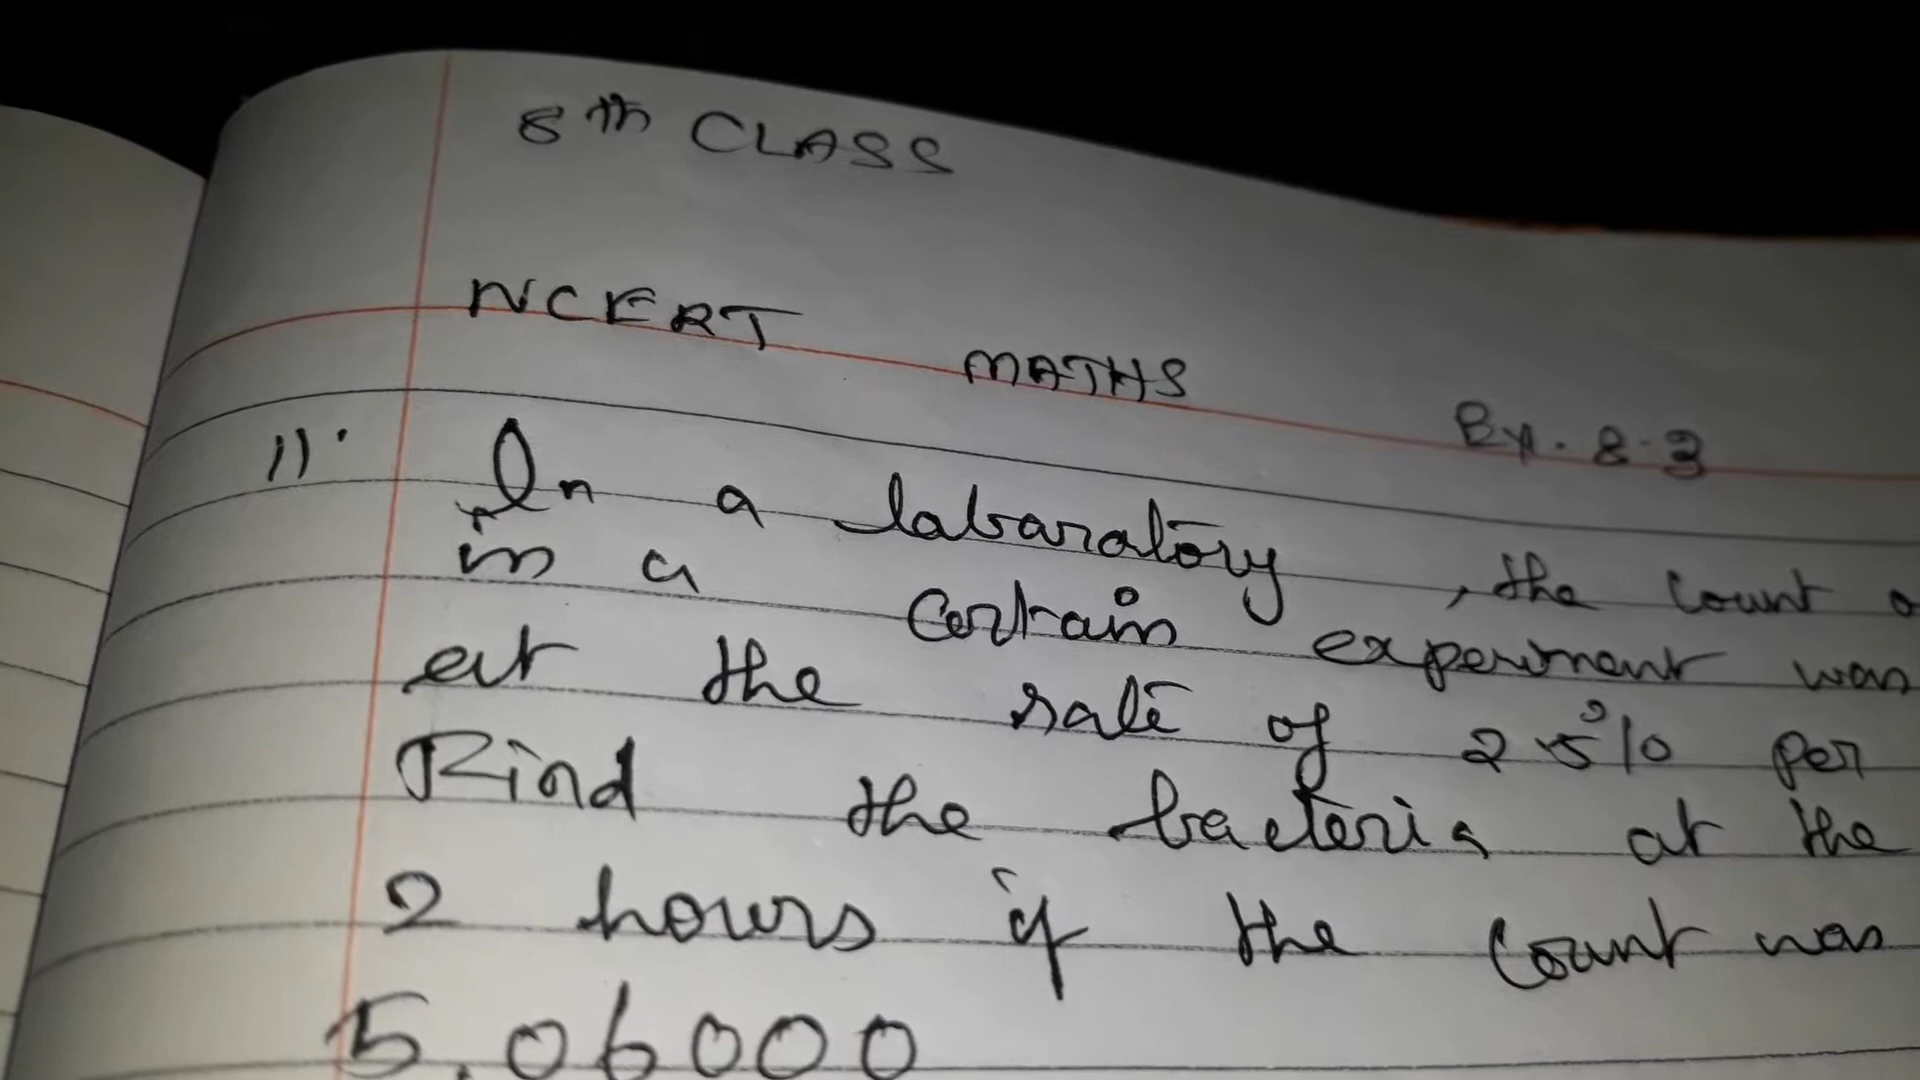 8th CLASS
NCERT MATHS Ex. 8.3
11. In a labaratory, the count
in a certain experiment was
at the rate of 2.5% per
Find the bacteria at the
2 hours if the count was
5,06000